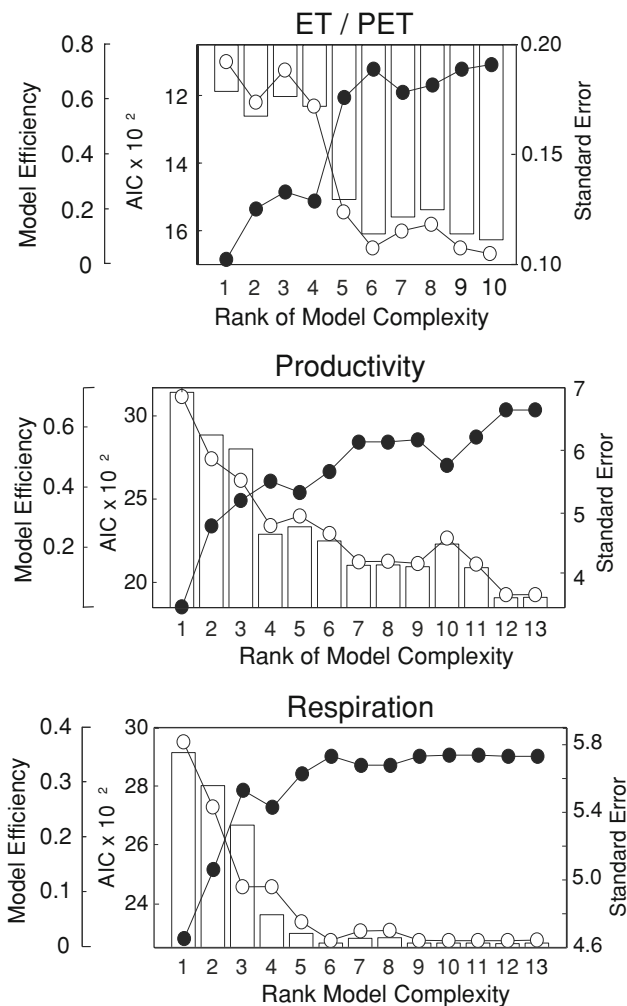 ET / PET
0.8
0.6
0.4
0.2
0
Model Efficiency
12
14
16
AIC x 10 2
0.20
0.15
0.10
Standard Error
1 2 3 4 5 6 7 8 9 10
Rank of Model Complexity
Productivity
0.6
0.4
0.2
Model Efficiency
30
25
20
AIC x 10 2
7
6
5
4
Standard Error
1 2 3 4 5 6 7 8 9 10 11 12 13
Rank of Model Complexity
Respiration
0.4
0.3
0.2
0.1
0
Model Efficiency
30
28
26
24
AIC x 10 2
5.8
5.4
5.0
4.6
Standard Error
1 2 3 4 5 6 7 8 9 10 11 12 13
Rank Model Complexity